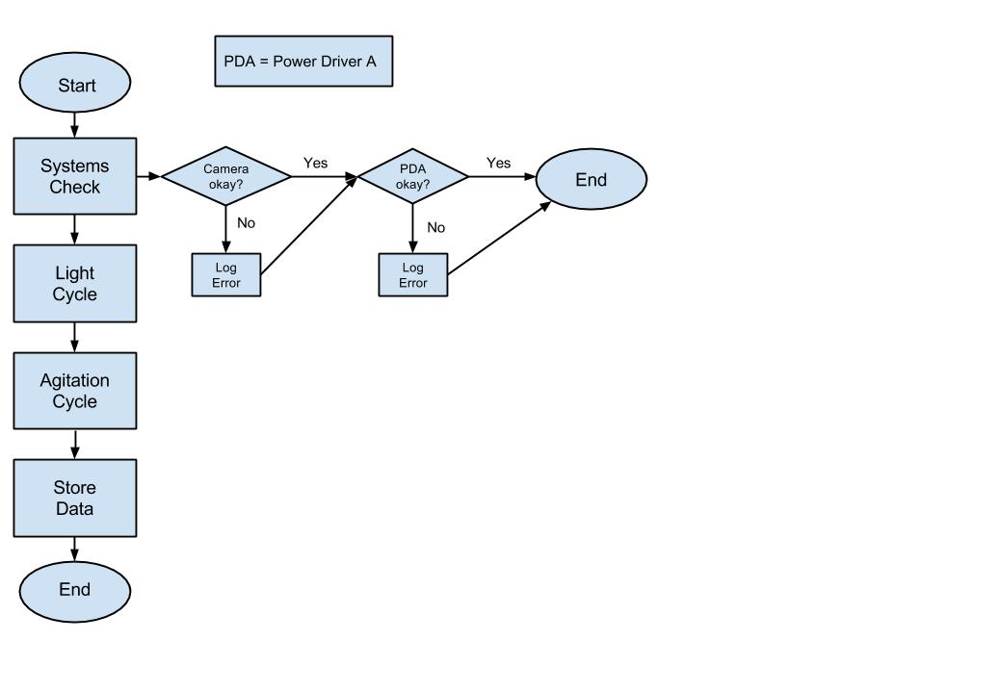 PDA = Power Driver A
Start
Systems
Check
Camera
okay?
Yes
PDA
okay?
Yes
End
No
No
Log
Error
Log
Error
Light
Cycle
Agitation
Cycle
Store
Data
End